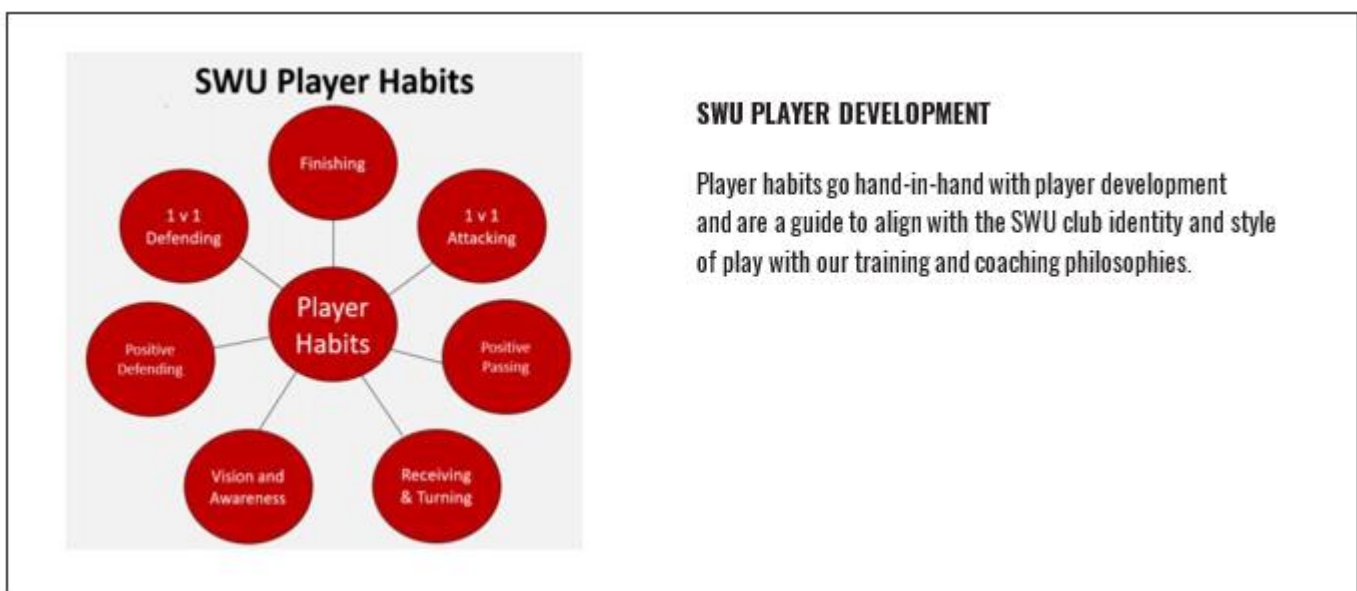 SWU Player Habits
Finishing
1 v 1
Defending
1 v 1
Attacking
Player
Habits
Positive
Defending
Positive
Passing
Vision and
Awareness
Receiving
& Turning
SWU PLAYER DEVELOPMENT
Player habits go hand-in-hand with player development
and are a guide to align with the SWU club identity and style
of play with our training and coaching philosophies.